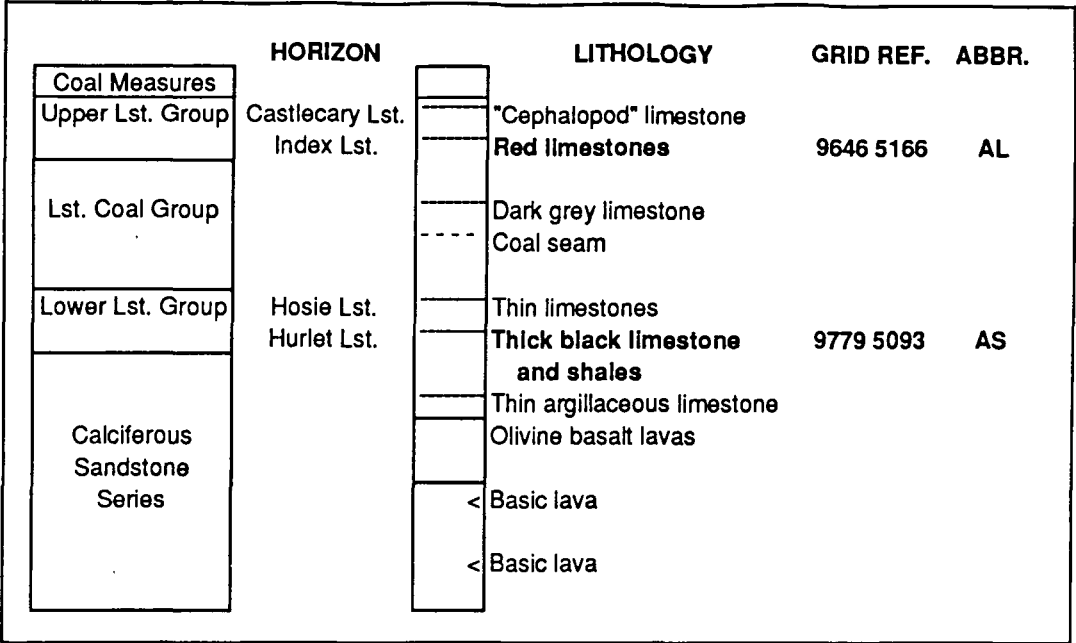 HORIZON LITHOLOGY GRID REF. ABBR.
Coal Measures
Upper Lst. Group Castlecary Lst. "Cephalopod" limestone
Index Lst. Red limestones 9646 5166 AL
Lst. Coal Group Dark grey limestone
Coal seam
Lower Lst. Group Hosie Lst. Thin limestones
Hurlet Lst. Thick black limestone 9779 5093 AS
and shales
Thin argillaceous limestone
Calciferous Olivine basalt lavas
Sandstone
Series < Basic lava
< Basic lava